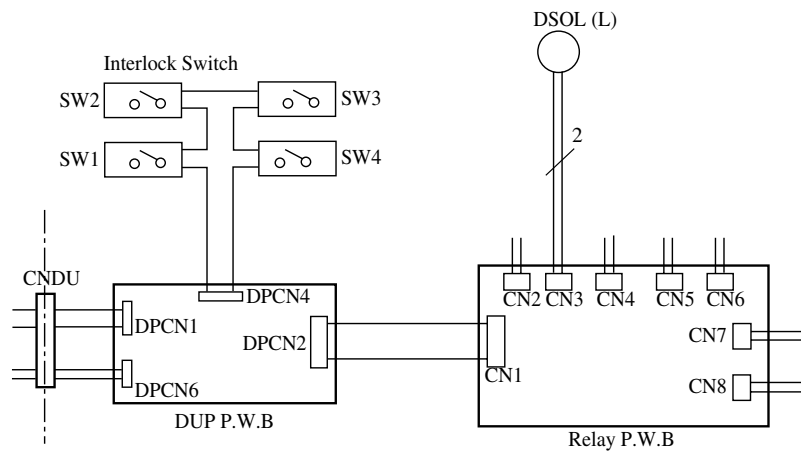 DSOL (L)
Interlock Switch
SW2
SW3
SW1
SW4
2
CNDU
DPCN4
CN2
CN3
CN4
CN5
CN6
DPCN1
DPCN2
CN7
CN1
DPCN6
CN8
DUP P.W.B
Relay P.W.B